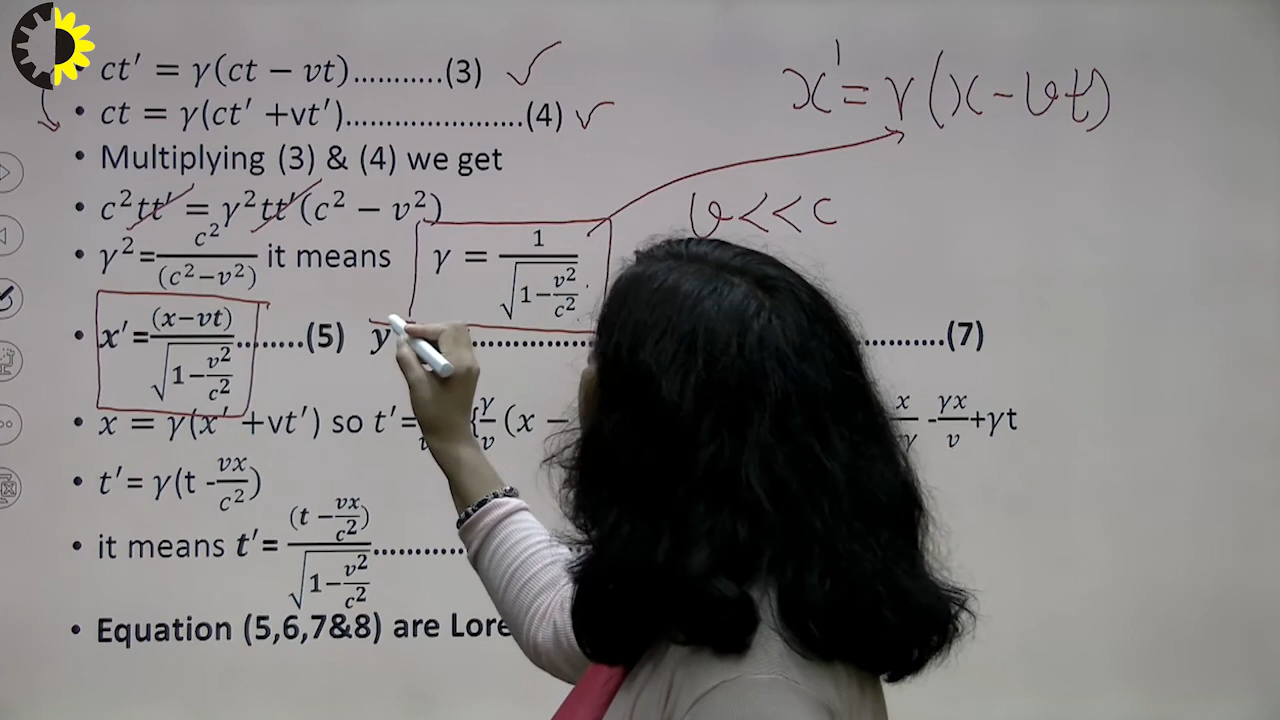 • ct′ = γ(ct − vt)...........(3) ✓
x' = γ(x − vt)
• ct = γ(ct′ +vt′)......................(4) ✓
• Multiplying (3) & (4) we get
• c²tt′ = γ²tt′(c² − v²)
v<<c
• γ²=c²/(c²−v²) it means γ = 1/√(1−v²/c²)
• x′=(x−vt)/√(1−v²/c²)........(5) y ...........(7)
• x = γ(x′ +vt′) so t′= {γ/v (x − x -γx/v+γt
• t′= γ(t -vx/c²)
• it means t′= (t −vx/c²)/√(1−v²/c²)..........
• Equation (5,6,7&8) are